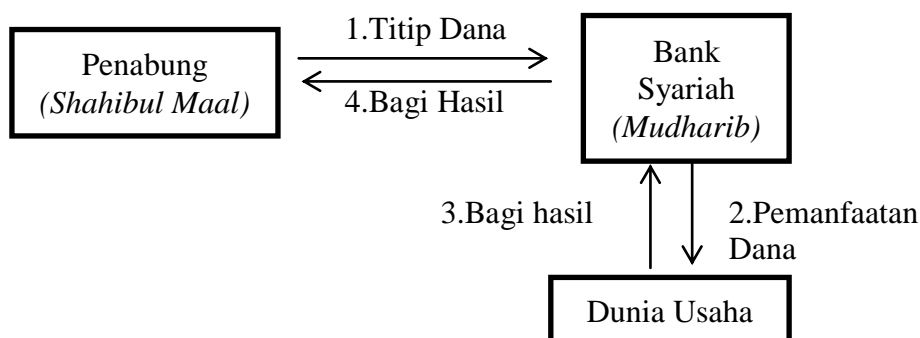 1.Titip Dana
Penabung
(Shahibul Maal)
4.Bagi Hasil
Bank
Syariah
(Mudharib)
3.Bagi hasil
2.Pemanfaatan
Dana
Dunia Usaha